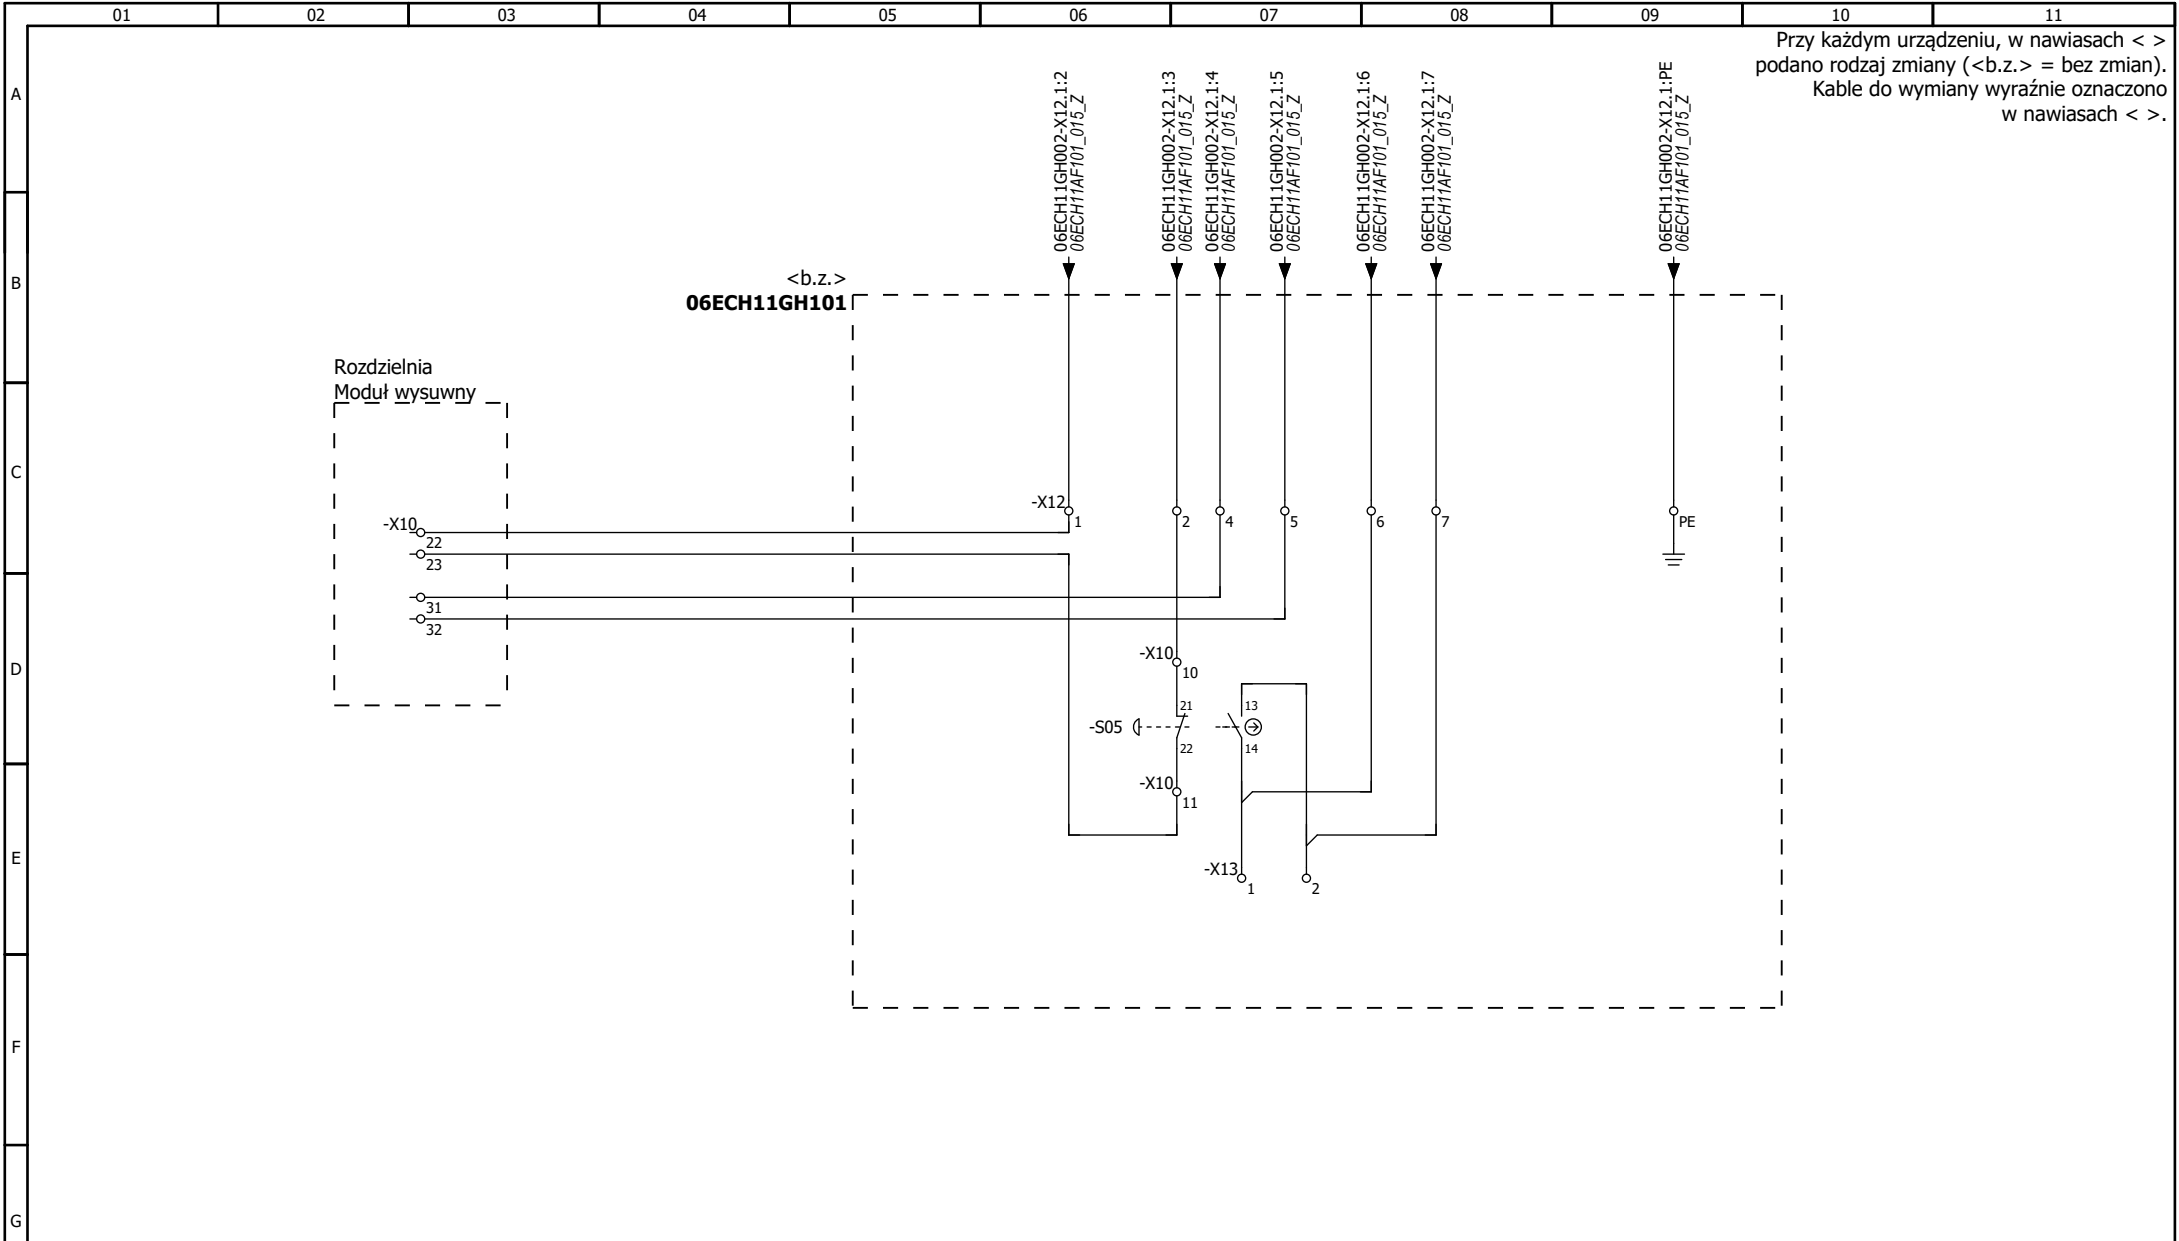 01 02 03 04 05 06 07 08 09 10 11
Przy każdym urządzeniu, w nawiasach < >
podano rodzaj zmiany (<b.z.> = bez zmian).
Kable do wymiany wyraźnie oznaczono
w nawiasach < >.
A
06ECH11GH002-X12.1:2
06ECH11AF101_015_Z
06ECH11GH002-X12.1:3
06ECH11AF101_015_Z
06ECH11GH002-X12.1:4
06ECH11AF101_015_Z
06ECH11GH002-X12.1:5
06ECH11AF101_015_Z
06ECH11GH002-X12.1:6
06ECH11AF101_015_Z
06ECH11GH002-X12.1:7
06ECH11AF101_015_Z
06ECH11GH002-X12.1:PE
06ECH11AF101_015_Z
B
<b.z.>
06ECH11GH101
Rozdzielnia
Moduł wysuwny
C
-X12
1 2 4 5 6 7 PE
-X10
22
23
31
32
D
-X10
10
21 13
-S05
22 14
-X10
11
E
-X13
1 2
F
G